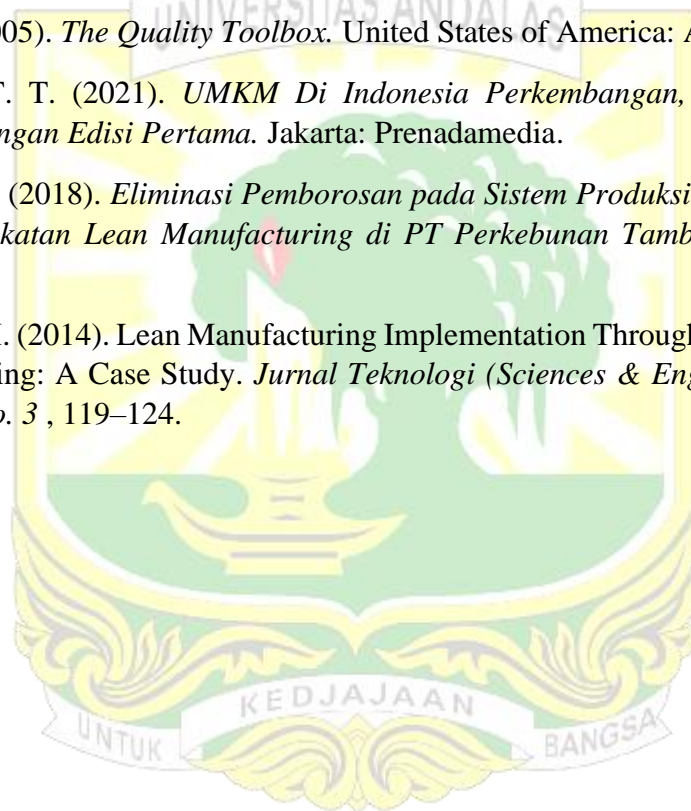 UNIVERSITAS ANDALAS
005). The Quality Toolbox. United States of America: A
T. T. (2021). UMKM Di Indonesia Perkembangan,
ngan Edisi Pertama. Jakarta: Prenadamedia.
(2018). Eliminasi Pemborosan pada Sistem Produksi
katan Lean Manufacturing di PT Perkebunan Tamb
. (2014). Lean Manufacturing Implementation Through
ing: A Case Study. Jurnal Teknologi (Sciences & Eng
o. 3 , 119–124.
KEDJAJAAN
UNTUK
BANGSA